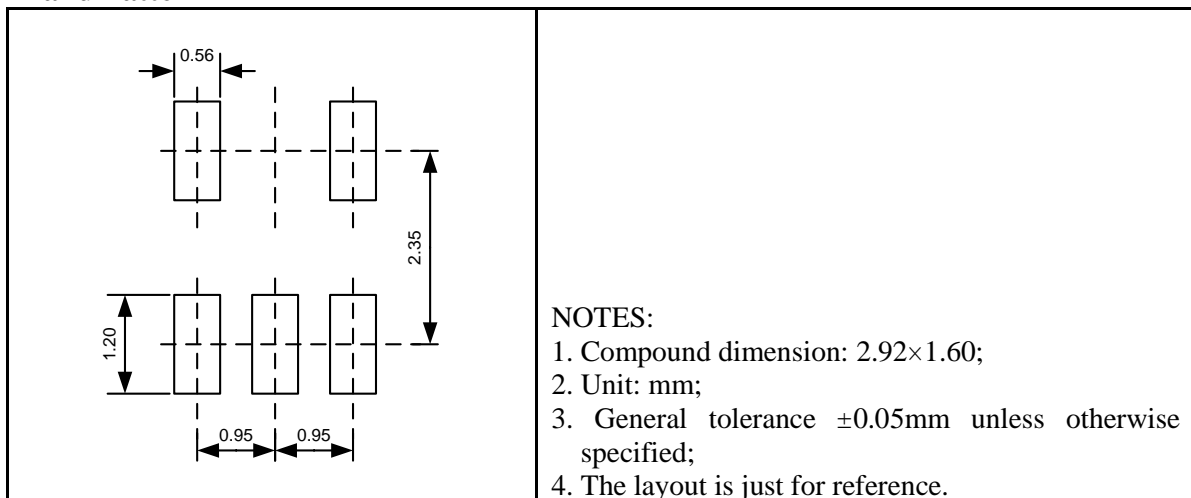 0.56
2.35
1.20
0.95 0.95
NOTES:
1. Compound dimension: 2.92×1.60;
2. Unit: mm;
3. General tolerance ±0.05mm unless otherwise
specified;
4. The layout is just for reference.